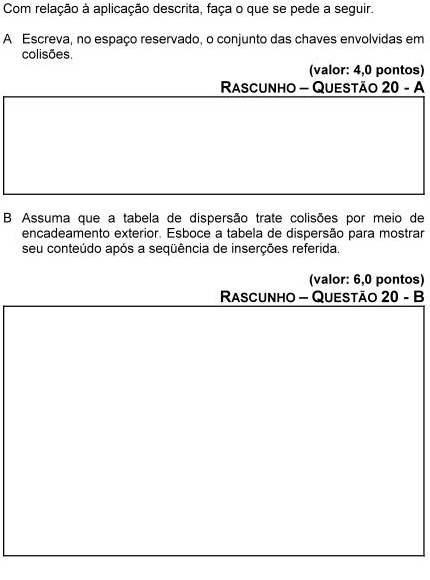 Com relação à aplicação descrita, faça o que se pede a seguir.
A Escreva, no espaço reservado, o conjunto das chaves envolvidas em
colisões.
(valor: 4,0 pontos)
RASCUNHO – QUESTÃO 20 - A
B Assuma que a tabela de dispersão trate colisões por meio de
encadeamento exterior. Esboce a tabela de dispersão para mostrar
seu conteúdo após a seqüência de inserções referida.
(valor: 6,0 pontos)
RASCUNHO – QUESTÃO 20 - B